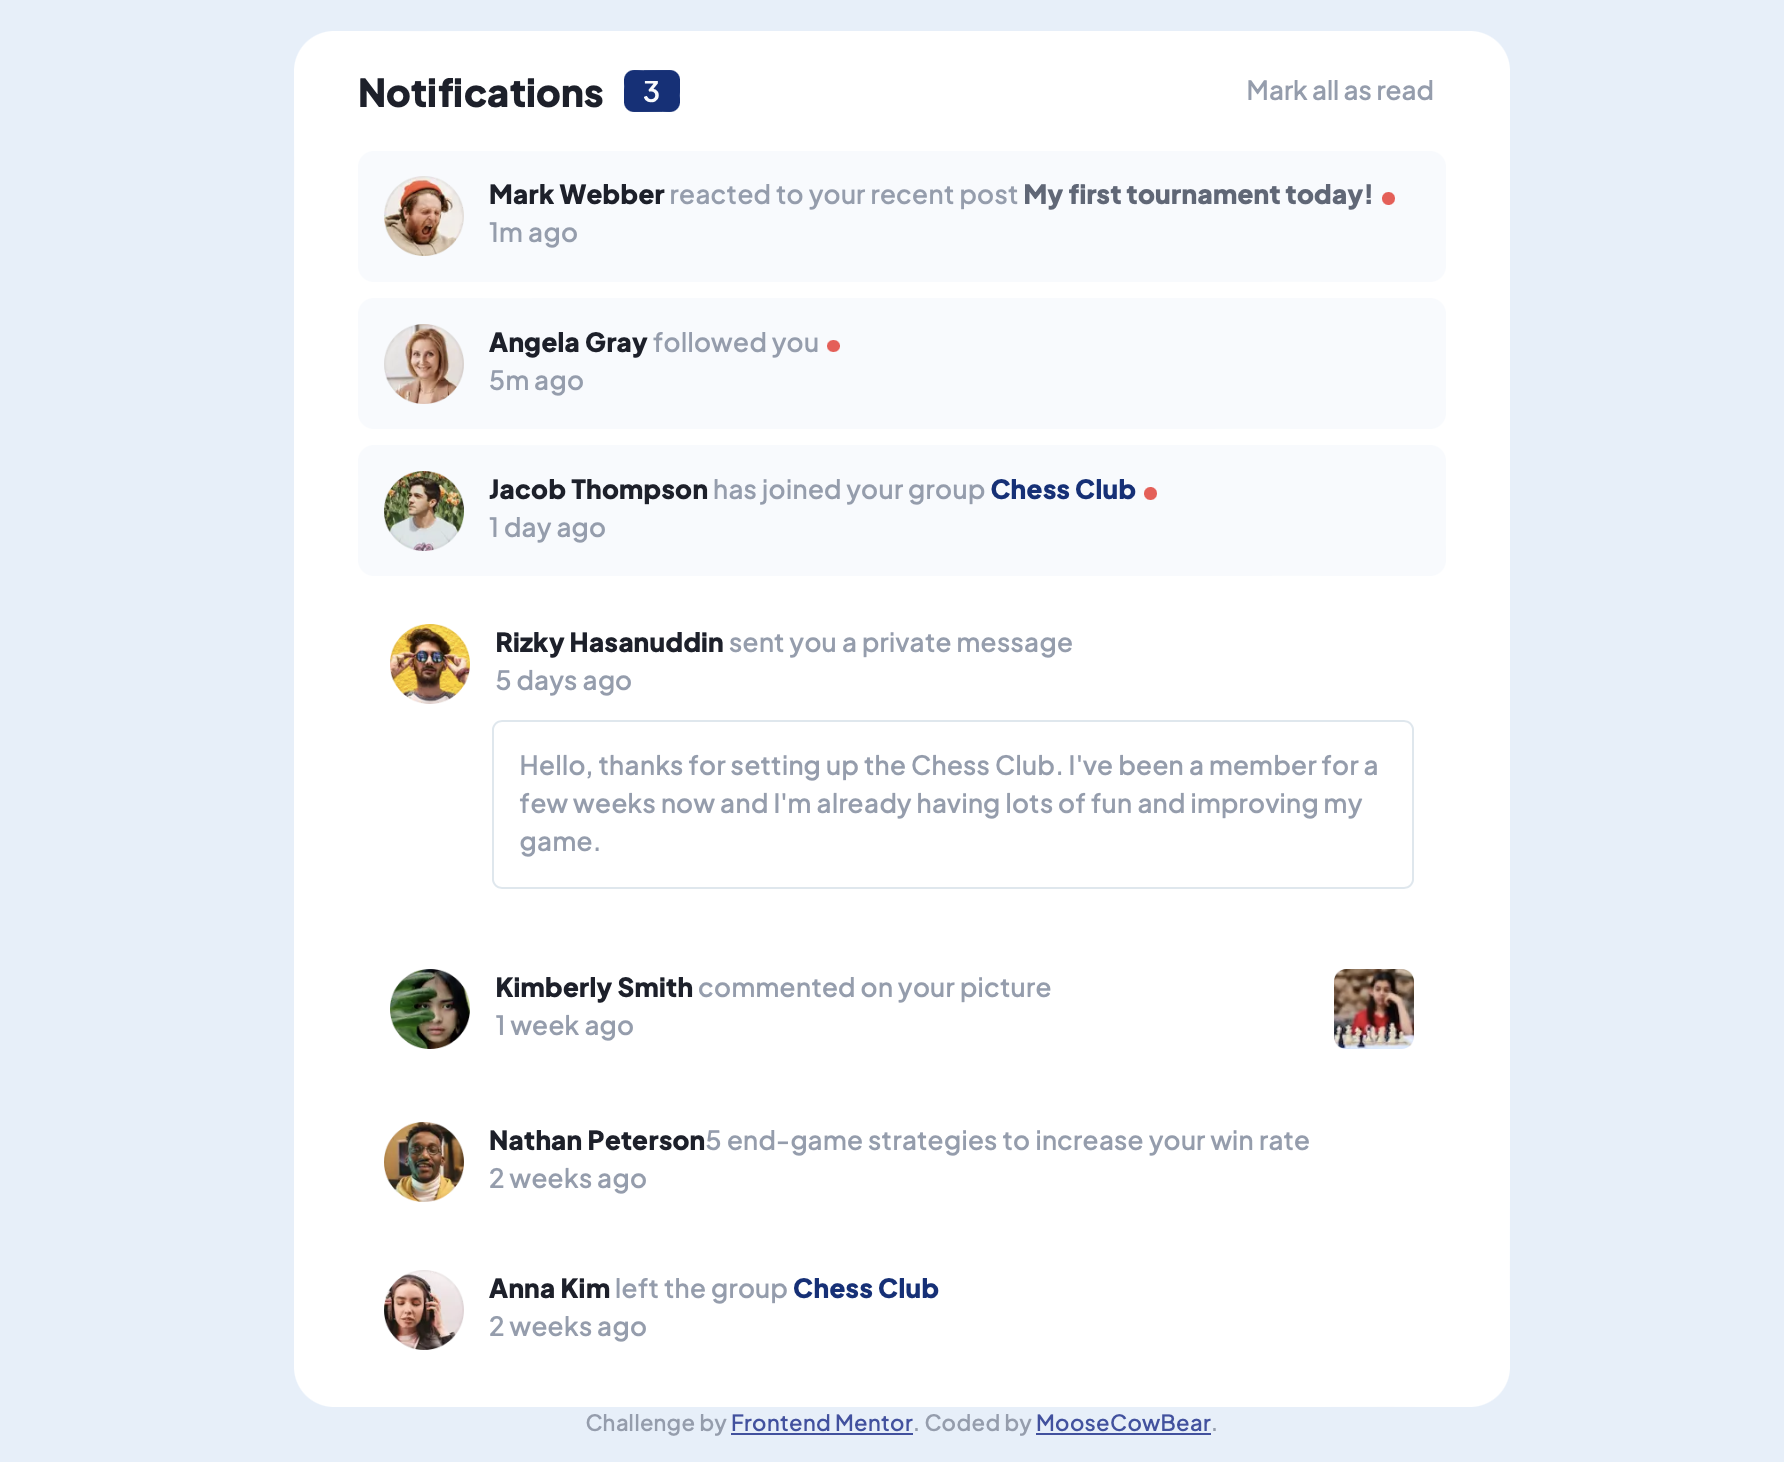 Notifications 3 Mark all as read
Mark Webber reacted to your recent post My first tournament today!
1m ago
Angela Gray followed you
5m ago
Jacob Thompson has joined your group Chess Club
1 day ago
Rizky Hasanuddin sent you a private message
5 days ago
Hello, thanks for setting up the Chess Club. I've been a member for a
few weeks now and I'm already having lots of fun and improving my
game.
Kimberly Smith commented on your picture
1 week ago
Nathan Peterson5 end-game strategies to increase your win rate
2 weeks ago
Anna Kim left the group Chess Club
2 weeks ago
Challenge by Frontend Mentor. Coded by MooseCowBear.